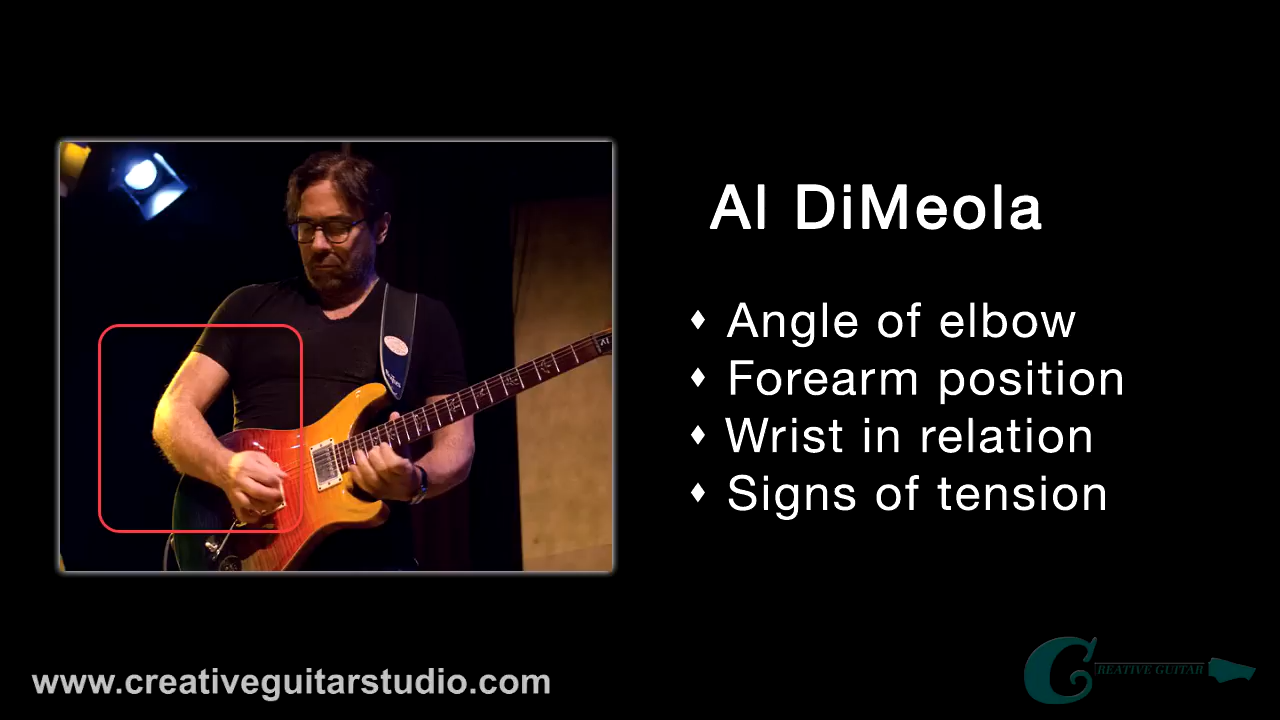 Al DiMeola
♦ Angle of elbow
♦ Forearm position
♦ Wrist in relation
♦ Signs of tension
www.creativeguitarstudio.com
CREATIVE GUITAR